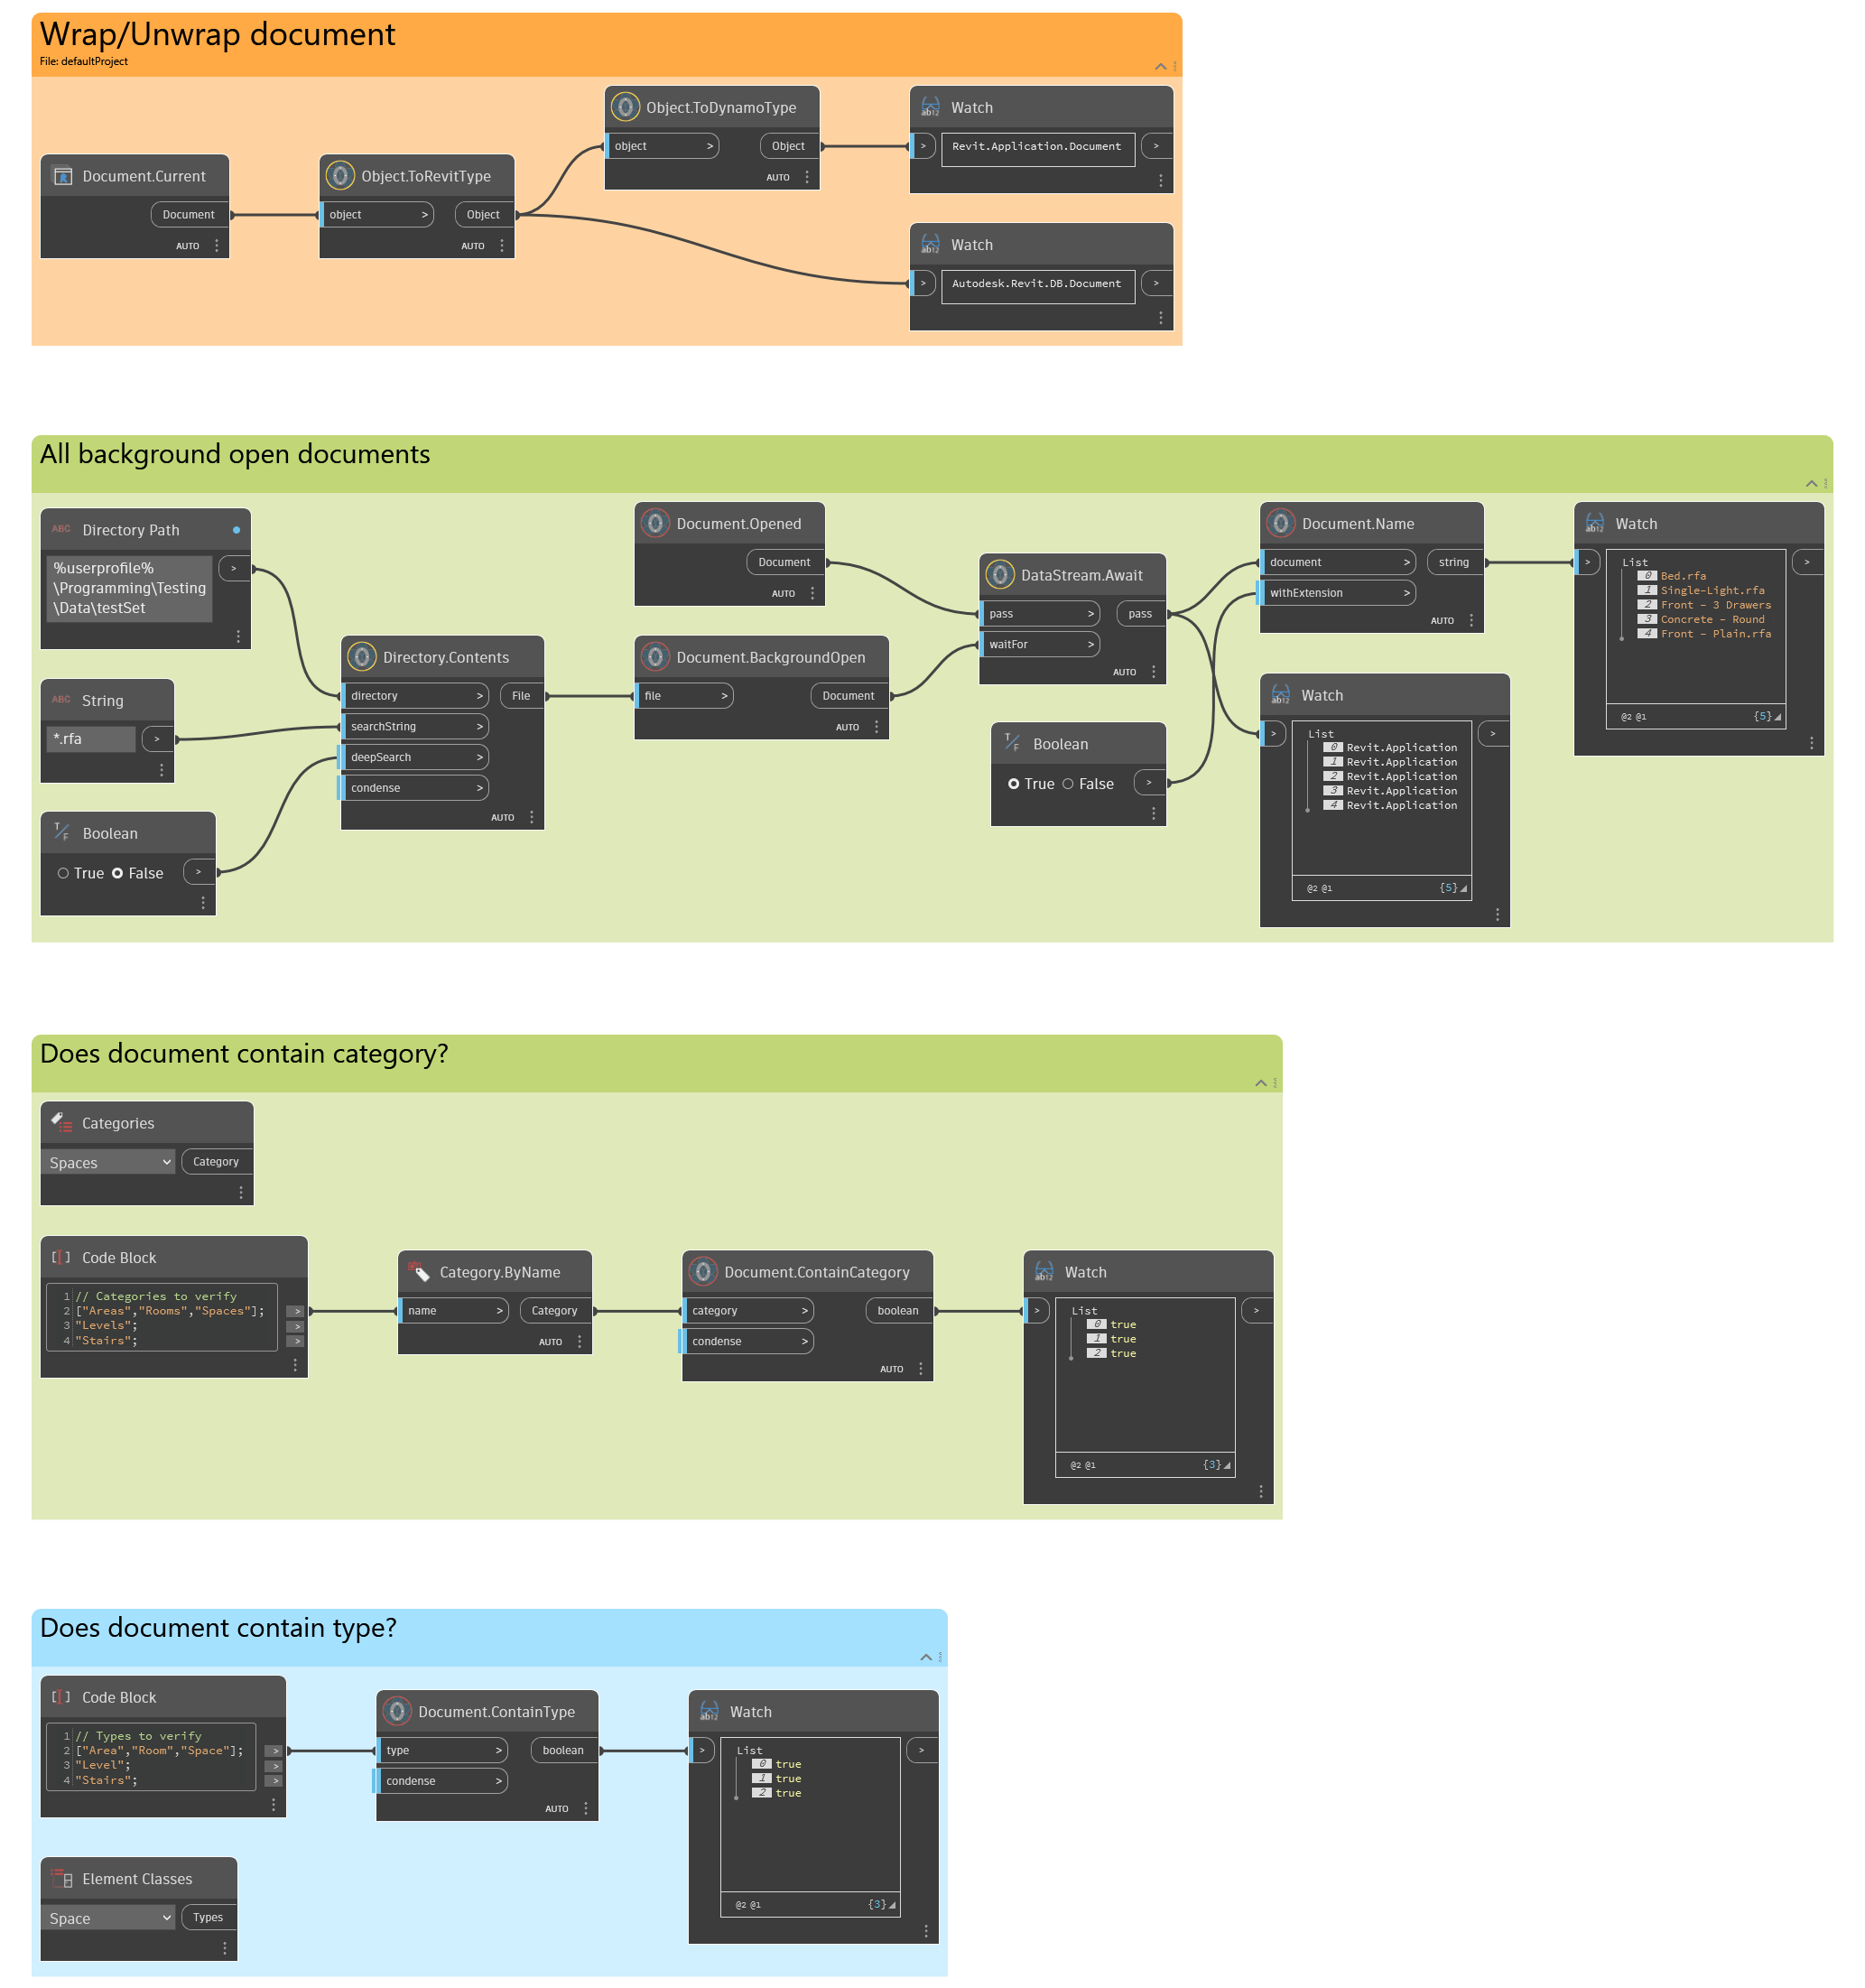 Wrap/Unwrap document
File: defaultProject
Object.ToDynamoType
object >
Object
AUTO
Watch
>
Revit.Application.Document
>
Document.Current
Document
AUTO
Object.ToRevitType
object >
Object
AUTO
Watch
>
Autodesk.Revit.DB.Document
>
All background open documents
Directory Path
%userprofile%
\Programming\Testing
\Data\testSet
>
String
*.rfa
>
Boolean
True False
>
Directory.Contents
directory >
File
searchString >
deepSearch >
condense >
AUTO
Document.Opened
Document
AUTO
Document.BackgroundOpen
file >
Document
AUTO
DataStream.Await
pass >
pass
waitFor >
AUTO
Boolean
True False
>
Document.Name
document >
string
withExtension >
AUTO
Watch
>
List
0 Revit.Application
1 Revit.Application
2 Revit.Application
3 Revit.Application
4 Revit.Application
@2 @1
{5}
>
Watch
>
List
0 Bed.rfa
1 Single-Light.rfa
2 Front - 3 Drawers
3 Concrete - Round
4 Front - Plain.rfa
@2 @1
{5}
>
Does document contain category?
Categories
Spaces
Category
Code Block
1 // Categories to verify
2 ["Areas","Rooms","Spaces"]; >
3 "Levels"; >
4 "Stairs"; >
Category.ByName
name >
Category
AUTO
Document.ContainCategory
category >
boolean
condense >
AUTO
Watch
>
List
0 true
1 true
2 true
@2 @1
{3}
>
Does document contain type?
Code Block
1 // Types to verify
2 ["Area","Room","Space"]; >
3 "Level"; >
4 "Stairs"; >
Document.ContainType
type >
boolean
condense >
AUTO
Watch
>
List
0 true
1 true
2 true
@2 @1
{3}
>
Element Classes
Space
Types